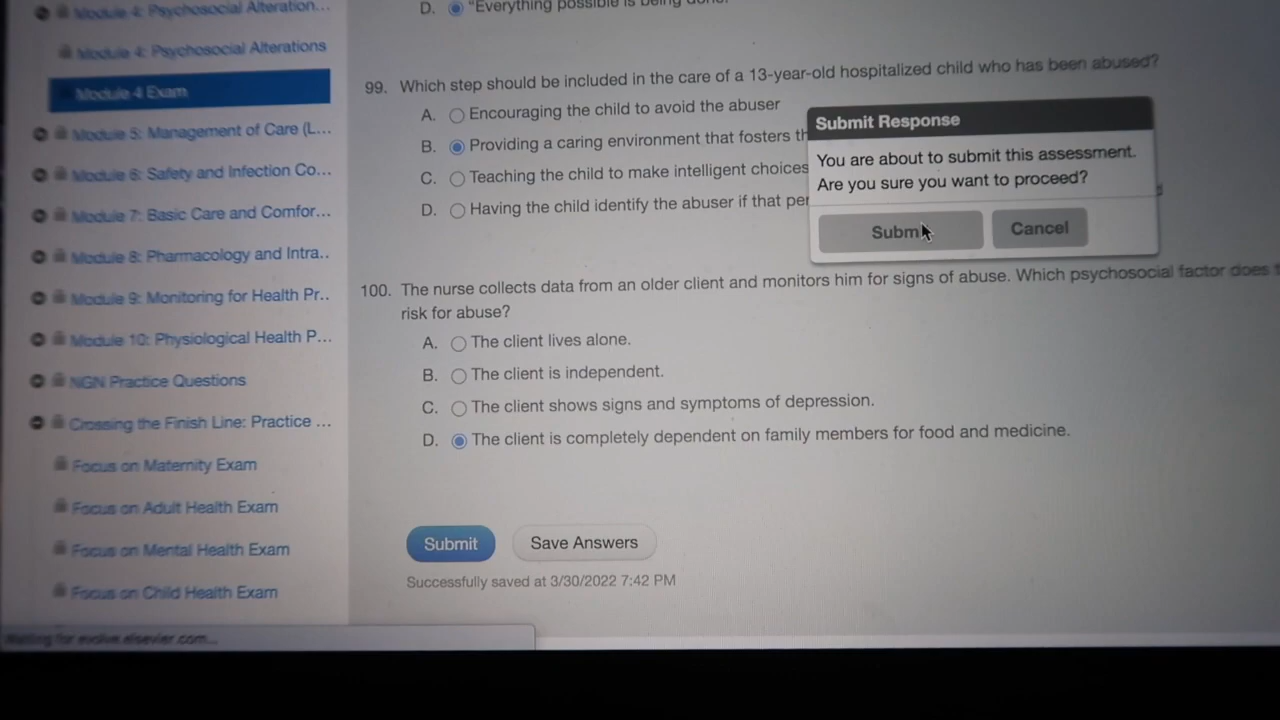 Module 4: Psychosocial Alteration...
Module 4: Psychosocial Alterations
Module 4 Exam
Module 5: Management of Care (L...
Module 6: Safety and Infection Co...
Module 7: Basic Care and Comfor...
Module 8: Pharmacology and Intra..
Module 9: Monitoring for Health Pr..
Module 10: Physiological Health P...
NGN Practice Questions
Crossing the Finish Line: Practice ...
Focus on Maternity Exam
Focus on Adult Health Exam
Focus on Mental Health Exam
Focus on Child Health Exam
Waiting for evolve.elsevier.com...
D. "Everything possible is being done."
99. Which step should be included in the care of a 13-year-old hospitalized child who has been abused?
A. Encouraging the child to avoid the abuser
B. Providing a caring environment that fosters
C. Teaching the child to make intelligent choices
D. Having the child identify the abuser if that
Submit Response
You are about to submit this assessment.
Are you sure you want to proceed?
Subm
Cancel
100. The nurse collects data from an older client and monitors him for signs of abuse. Which psychosocial factor does
risk for abuse?
A. The client lives alone.
B. The client is independent.
C. The client shows signs and symptoms of depression.
D. The client is completely dependent on family members for food and medicine.
Submit
Save Answers
Successfully saved at 3/30/2022 7:42 PM